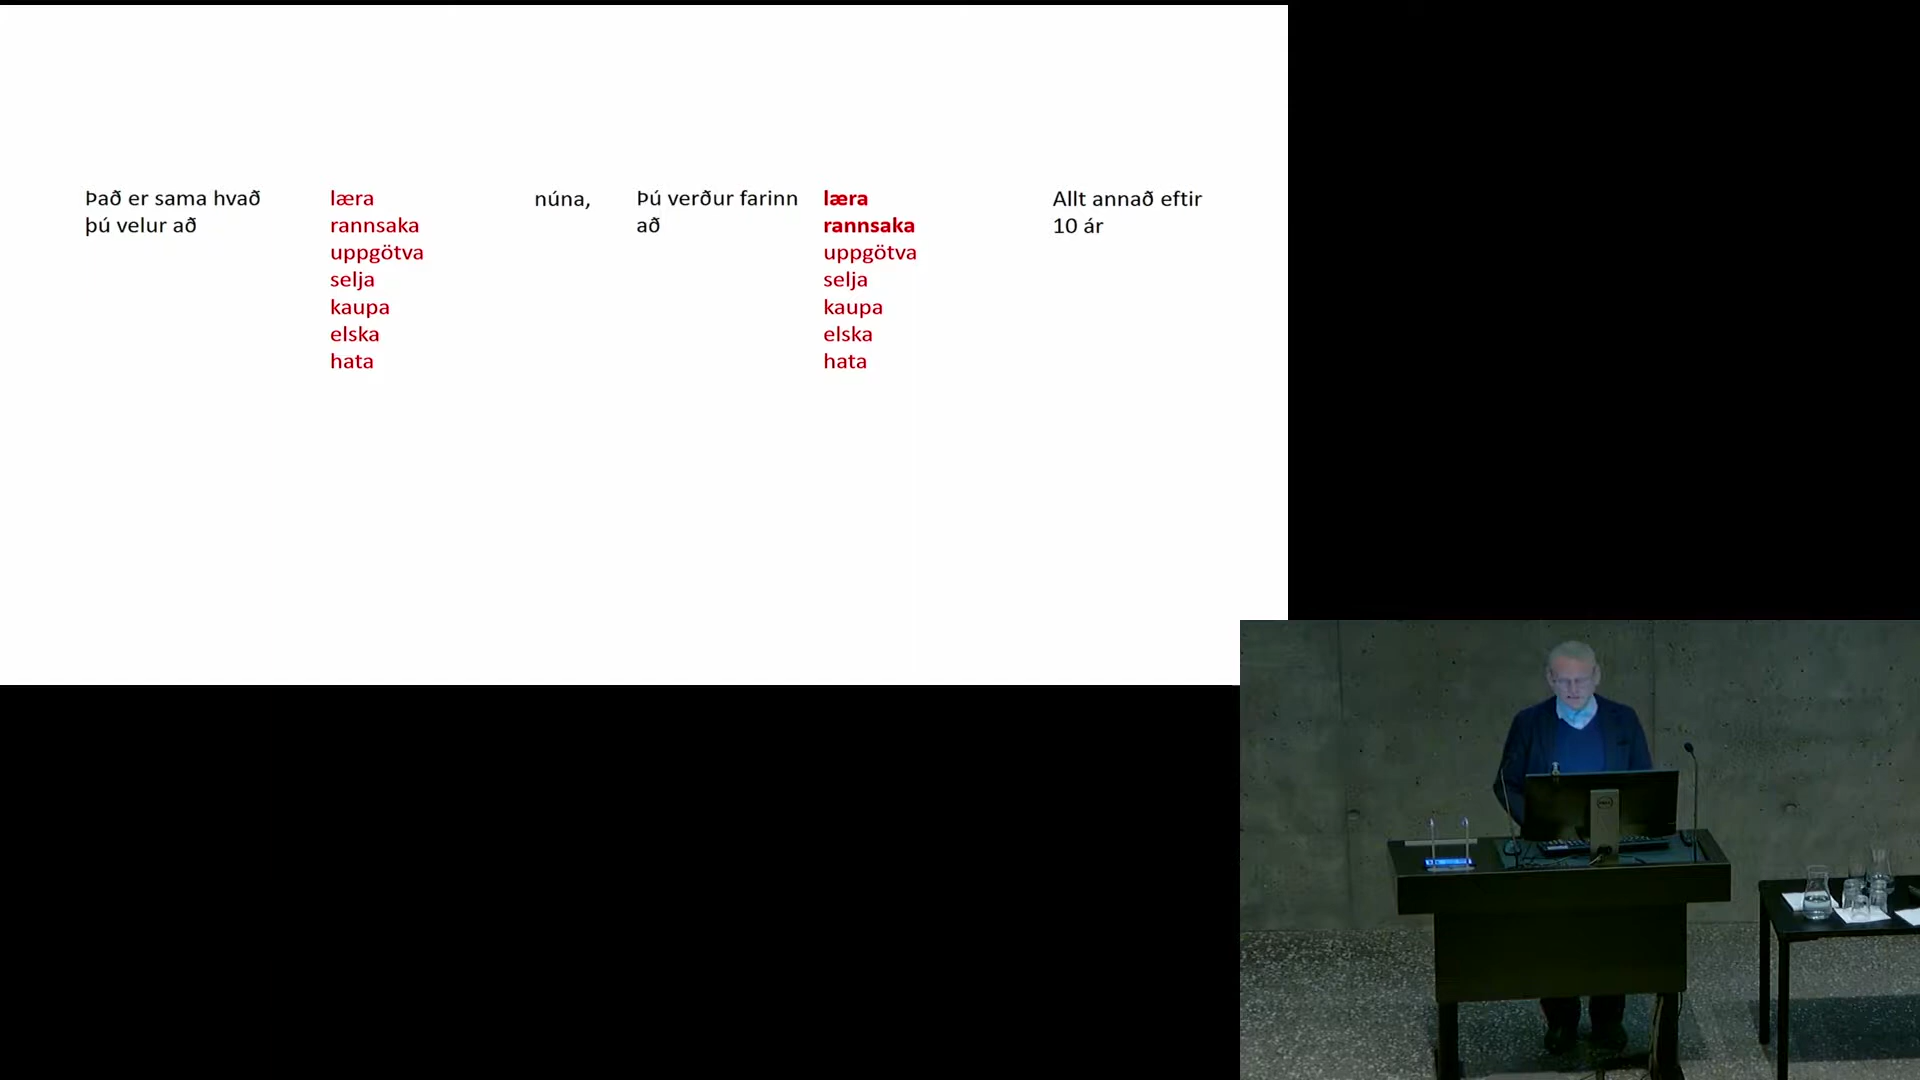 Það er sama hvað
þú velur að
læra
rannsaka
uppgötva
selja
kaupa
elska
hata
núna,
Þú verður farinn
að
læra
rannsaka
uppgötva
selja
kaupa
elska
hata
Allt annað eftir
10 ár